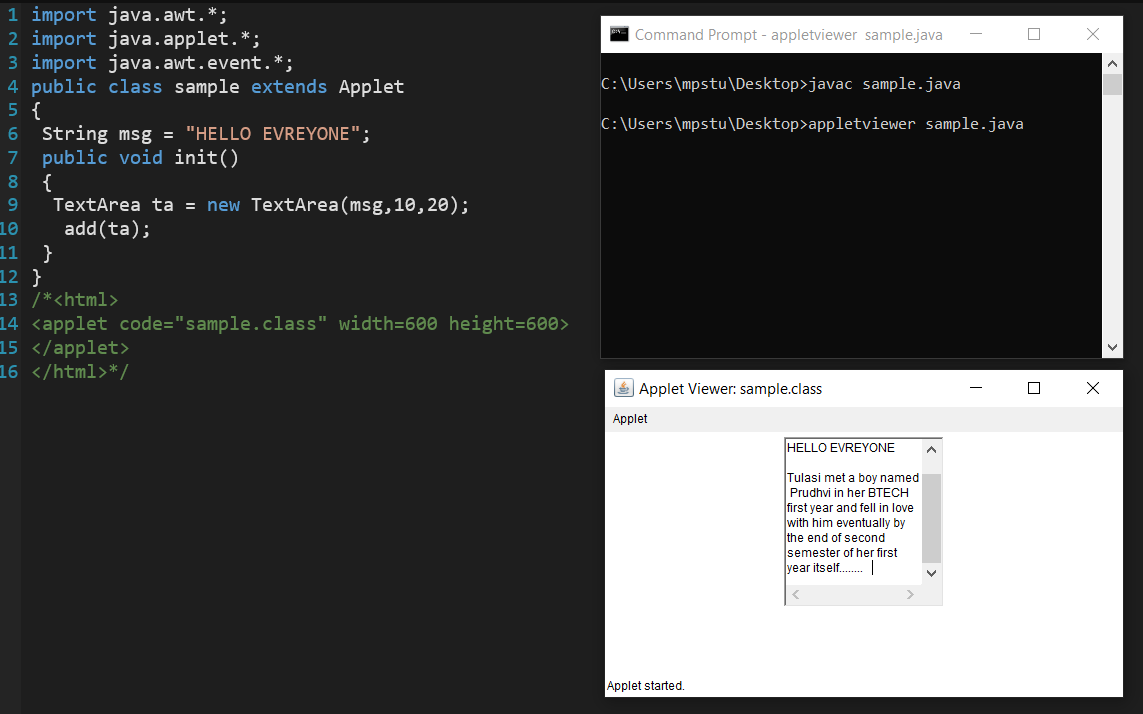 1 import java.awt.*;
2 import java.applet.*;
3 import java.awt.event.*;
4 public class sample extends Applet
5 {
6 String msg = "HELLO EVREYONE";
7 public void init()
8 {
9 TextArea ta = new TextArea(msg,10,20);
10 add(ta);
11 }
12 }
13 /*<html>
14 <applet code="sample.class" width=600 height=600>
15 </applet>
16 </html>*/
Command Prompt - appletviewer sample.java
C:\Users\mpstu\Desktop>javac sample.java
C:\Users\mpstu\Desktop>appletviewer sample.java
Applet Viewer: sample.class
Applet
HELLO EVREYONE
Tulasi met a boy named
Prudhvi in her BTECH
first year and fell in love
with him eventually by
the end of second
semester of her first
year itself........
Applet started.